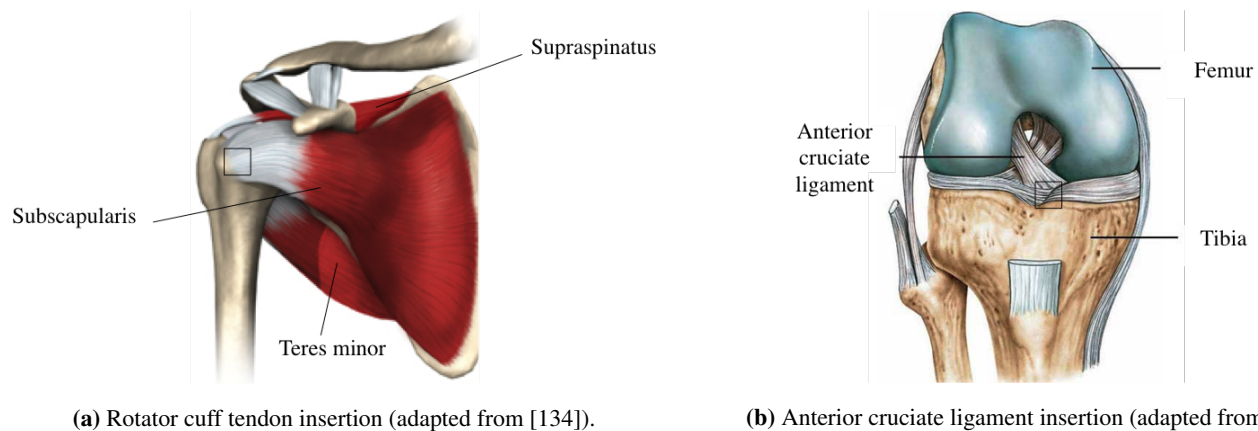 Supraspinatus
Subscapularis
Teres minor
(a) Rotator cuff tendon insertion (adapted from [134]).
Femur
Anterior
cruciate
ligament
Tibia
(b) Anterior cruciate ligament insertion (adapted from